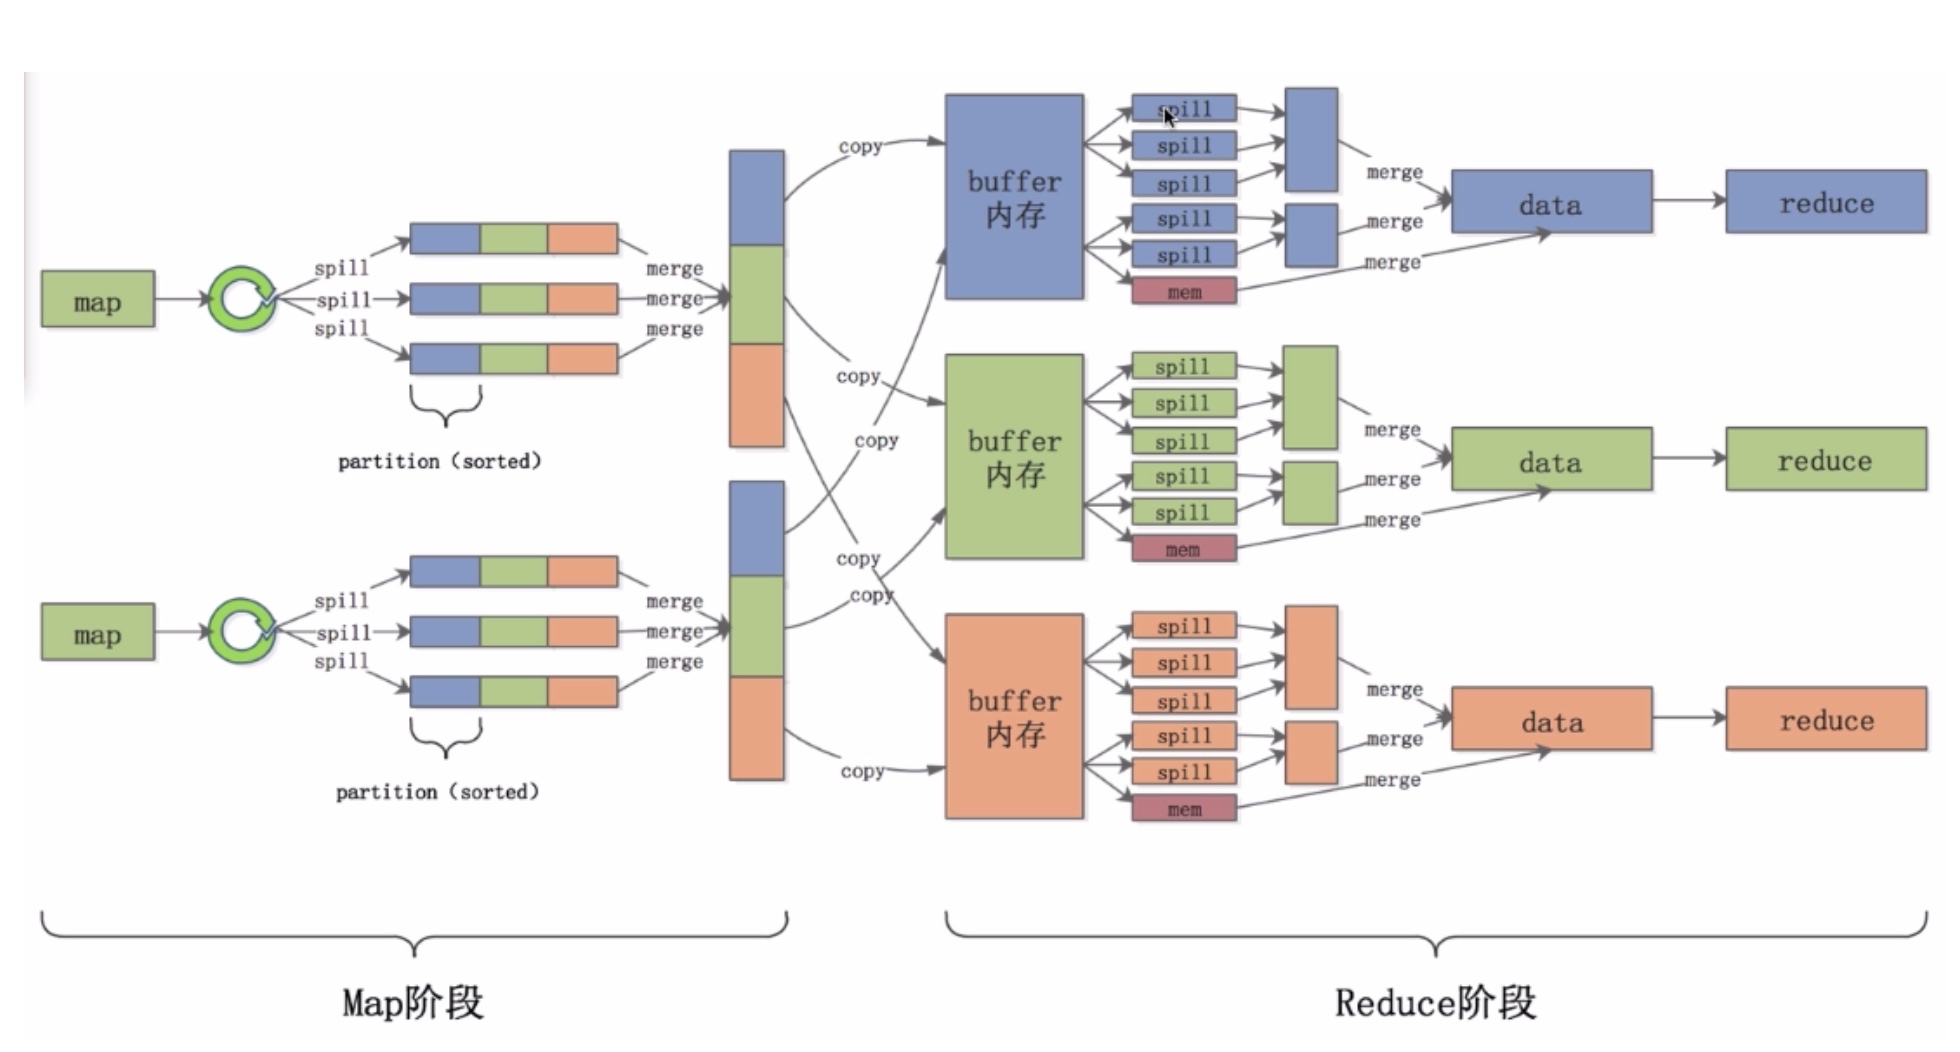 map
spill
spill
spill
merge
merge
merge
partition（sorted）
map
spill
spill
spill
merge
merge
merge
partition（sorted）
copy
copy
copy
copy
copy
copy
buffer
内存
spill
spill
spill
spill
spill
mem
merge
merge
merge
data
reduce
buffer
内存
spill
spill
spill
spill
spill
mem
merge
merge
merge
data
reduce
buffer
内存
spill
spill
spill
spill
spill
mem
merge
merge
merge
data
reduce
Map阶段
Reduce阶段